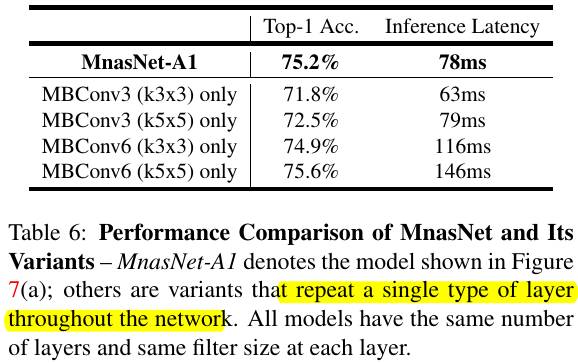 Top-1 Acc. Inference Latency
MnasNet-A1 75.2% 78ms
MBConv3 (k3x3) only 71.8% 63ms
MBConv3 (k5x5) only 72.5% 79ms
MBConv6 (k3x3) only 74.9% 116ms
MBConv6 (k5x5) only 75.6% 146ms
Table 6: Performance Comparison of MnasNet and Its
Variants – MnasNet-A1 denotes the model shown in Figure
7(a); others are variants that repeat a single type of layer
throughout the network. All models have the same number
of layers and same filter size at each layer.